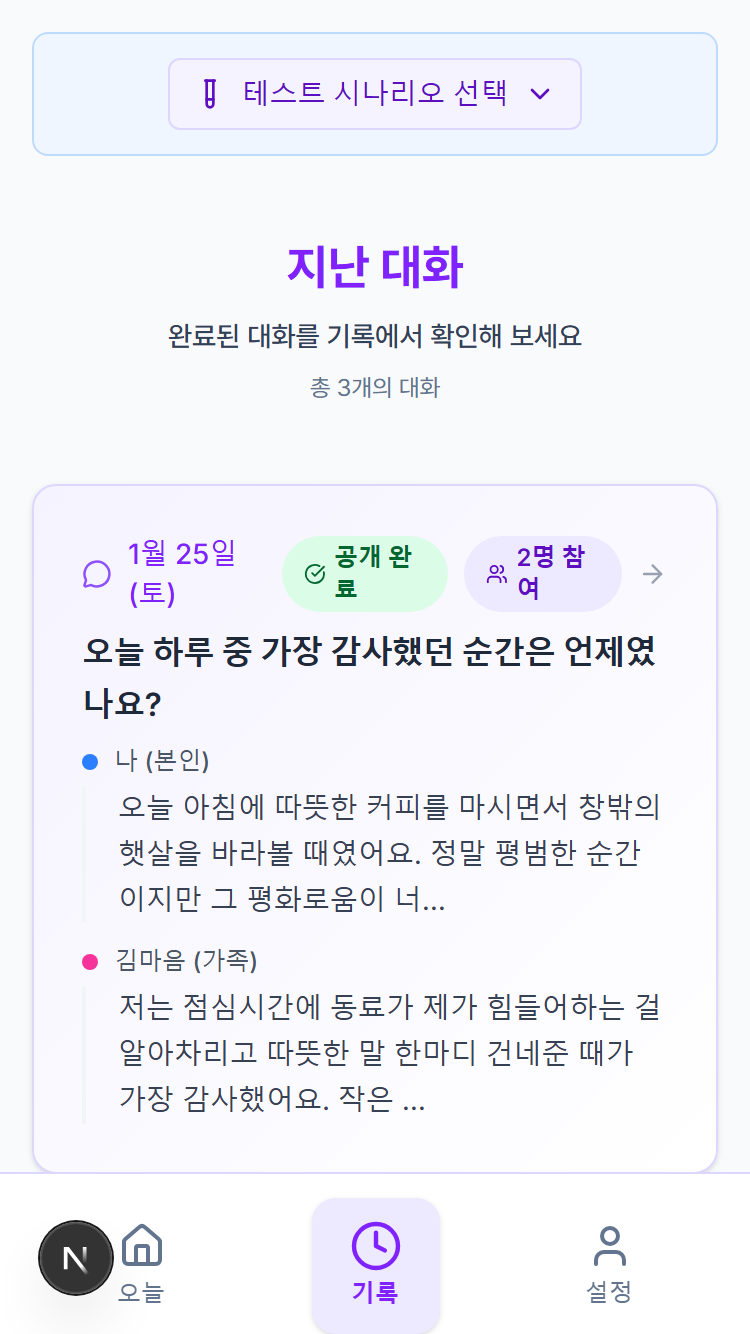 테스트 시나리오 선택
지난 대화
완료된 대화를 기록에서 확인해 보세요
총 3개의 대화
1월 25일
(토)
공개 완
료
2명 참
여
오늘 하루 중 가장 감사했던 순간은 언제였
나요?
나 (본인)
오늘 아침에 따뜻한 커피를 마시면서 창밖의
햇살을 바라볼 때였어요. 정말 평범한 순간
이지만 그 평화로움이 너...
김마음 (가족)
저는 점심시간에 동료가 제가 힘들어하는 걸
알아차리고 따뜻한 말 한마디 건네준 때가
가장 감사했어요. 작은 ...
N
오늘
기록
설정